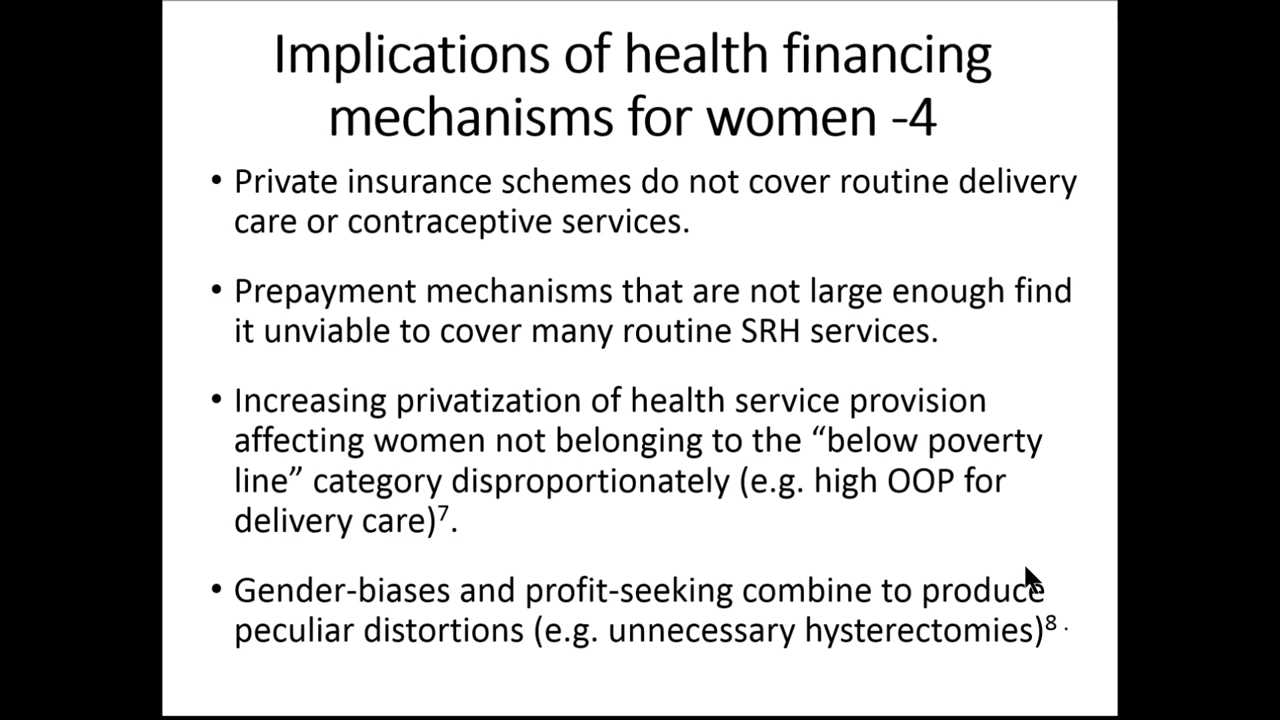 Implications of health financing
mechanisms for women -4
• Private insurance schemes do not cover routine delivery
care or contraceptive services.
• Prepayment mechanisms that are not large enough find
it unviable to cover many routine SRH services.
• Increasing privatization of health service provision
affecting women not belonging to the “below poverty
line” category disproportionately (e.g. high OOP for
delivery care)⁷.
• Gender-biases and profit-seeking combine to produce
peculiar distortions (e.g. unnecessary hysterectomies)⁸ .